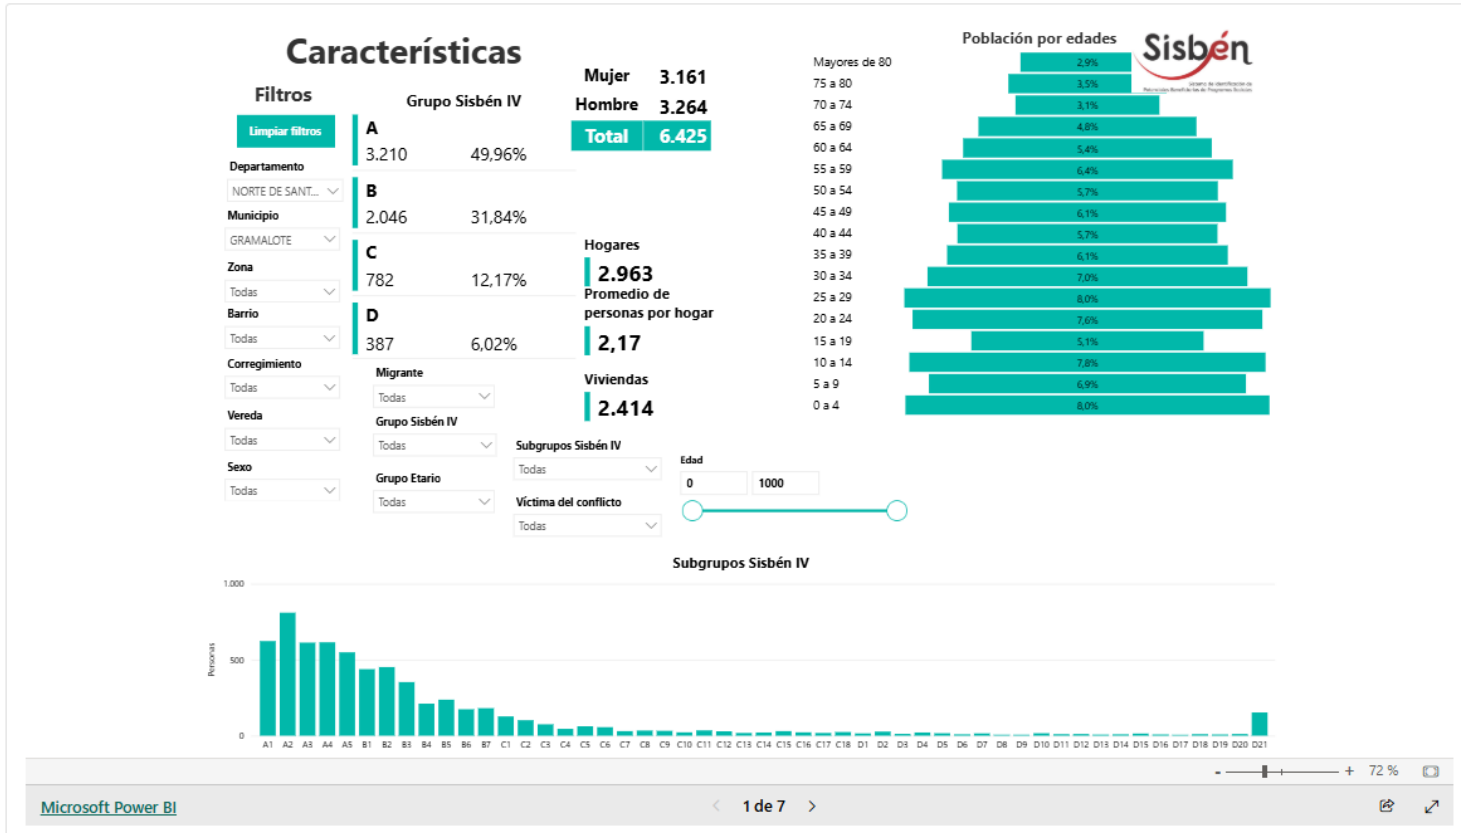 Características
Filtros
Limpiar filtros
Departamento
NORTE DE SANT...
Municipio
GRAMALOTE
Zona
Todas
Barrio
Todas
Corregimiento
Todas
Vereda
Todas
Sexo
Todas
Grupo Sisbén IV
A
3.210 49,96%
B
2.046 31,84%
C
782 12,17%
D
387 6,02%
Migrante
Todas
Grupo Sisbén IV
Todas
Grupo Etario
Todas
Mujer 3.161
Hombre 3.264
Total 6.425
Hogares
2.963
Promedio de
personas por hogar
2,17
Viviendas
2.414
Subgrupos Sisbén IV
Todas
Víctima del conflicto
Todas
Edad
0 1000
Población por edades
Sisbén
Mayores de 80 2,9%
75 a 80 3,5%
70 a 74 3,1%
65 a 69 4,8%
60 a 64 5,4%
55 a 59 6,4%
50 a 54 5,7%
45 a 49 6,1%
40 a 44 5,7%
35 a 39 6,1%
30 a 34 7,0%
25 a 29 8,0%
20 a 24 7,6%
15 a 19 5,1%
10 a 14 7,8%
5 a 9 6,9%
0 a 4 8,0%
Subgrupos Sisbén IV
Personas
1.000
500
0
A1 A2 A3 A4 A5 B1 B2 B3 B4 B5 B6 B7 C1 C2 C3 C4 C5 C6 C7 C8 C9 C10 C11 C12 C13 C14 C15 C16 C17 C18 D1 D2 D3 D4 D5 D6 D7 D8 D9 D10 D11 D12 D13 D14 D15 D16 D17 D18 D19 D20 D21
- + 72 %
Microsoft Power BI
1 de 7